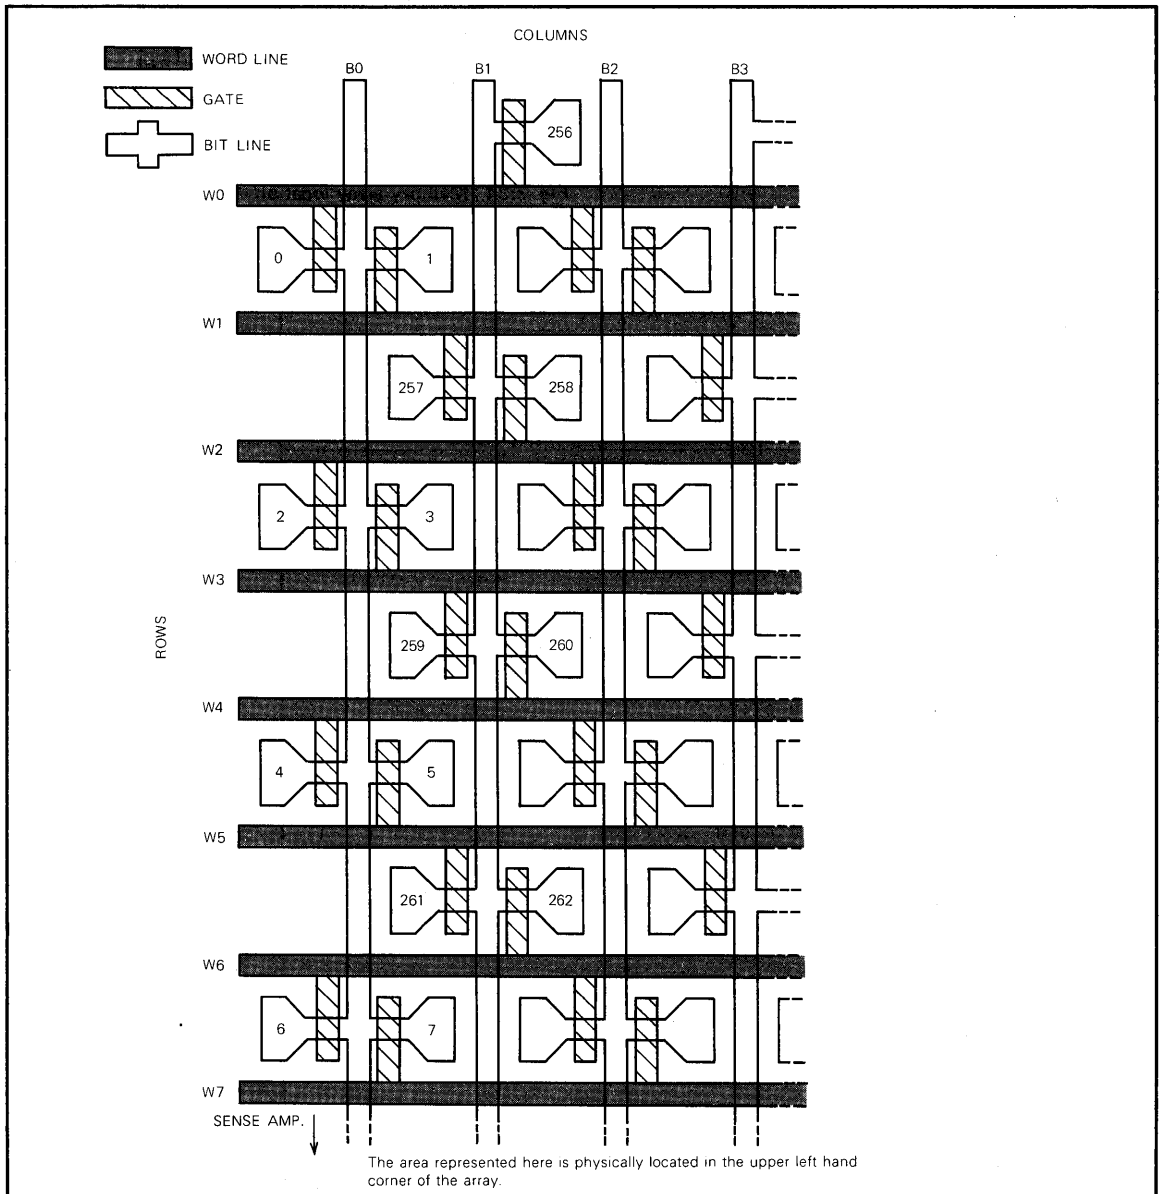 COLUMNS
WORD LINE
GATE
BIT LINE
B0 B1 B2 B3
256
W0
0 1
W1
257 258
W2
2 3
W3
259 260
ROWS
W4
4 5
W5
261 262
W6
6 7
W7
SENSE AMP.
The area represented here is physically located in the upper left hand
corner of the array.